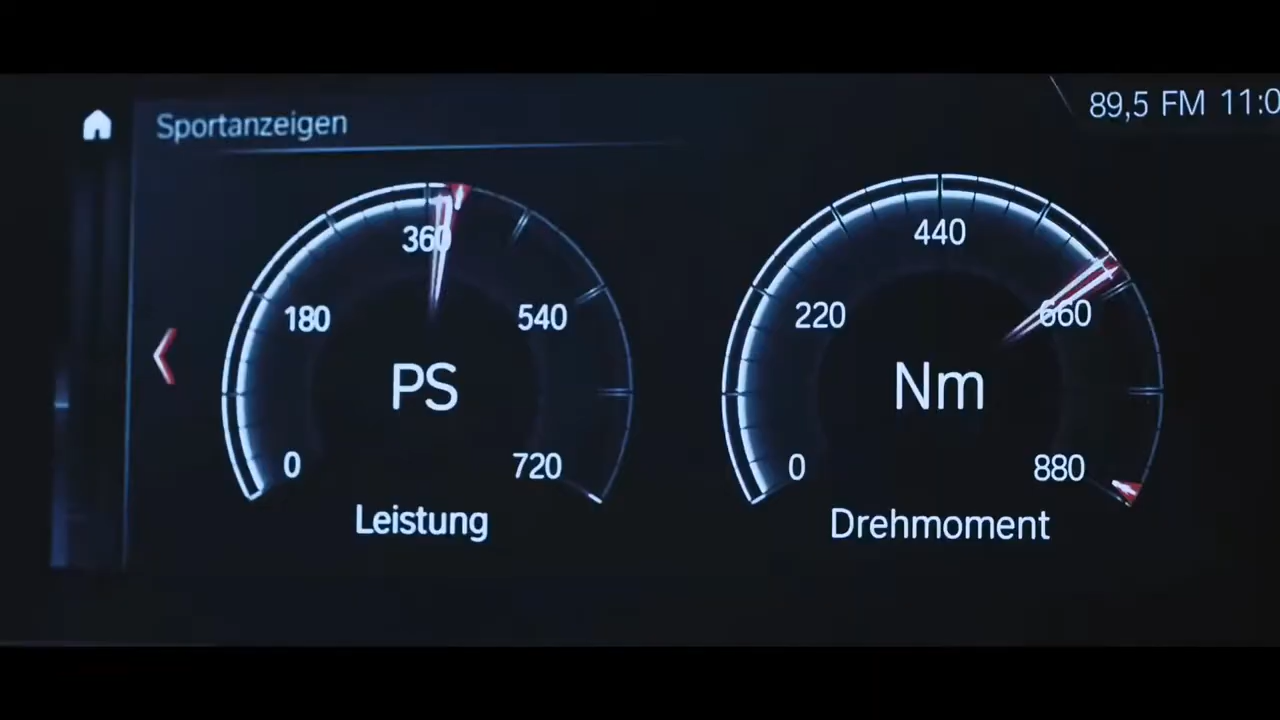 Sportanzeigen
89,5 FM 11:0
360
180
540
PS
0
720
Leistung
440
220
660
Nm
0
880
Drehmoment